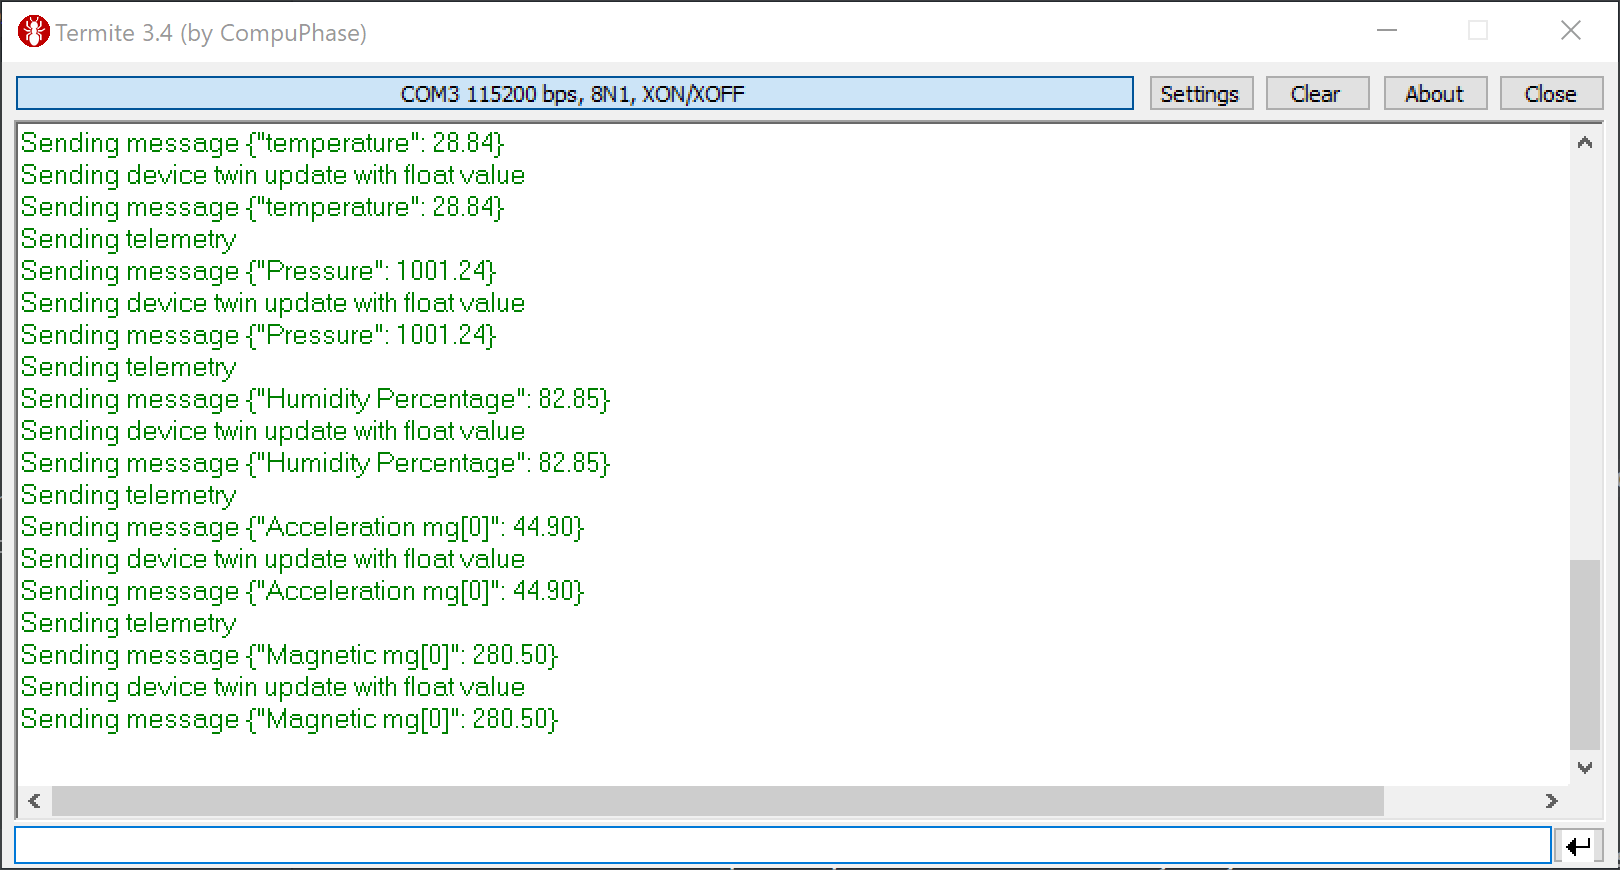 Termite 3.4 (by CompuPhase)
COM3 115200 bps, 8N1, XON/XOFF
Settings
Clear
About
Close
Sending message {"temperature": 28.84}
Sending device twin update with float value
Sending message {"temperature": 28.84}
Sending telemetry
Sending message {"Pressure": 1001.24}
Sending device twin update with float value
Sending message {"Pressure": 1001.24}
Sending telemetry
Sending message {"Humidity Percentage": 82.85}
Sending device twin update with float value
Sending message {"Humidity Percentage": 82.85}
Sending telemetry
Sending message {"Acceleration mg[0]": 44.90}
Sending device twin update with float value
Sending message {"Acceleration mg[0]": 44.90}
Sending telemetry
Sending message {"Magnetic mg[0]": 280.50}
Sending device twin update with float value
Sending message {"Magnetic mg[0]": 280.50}